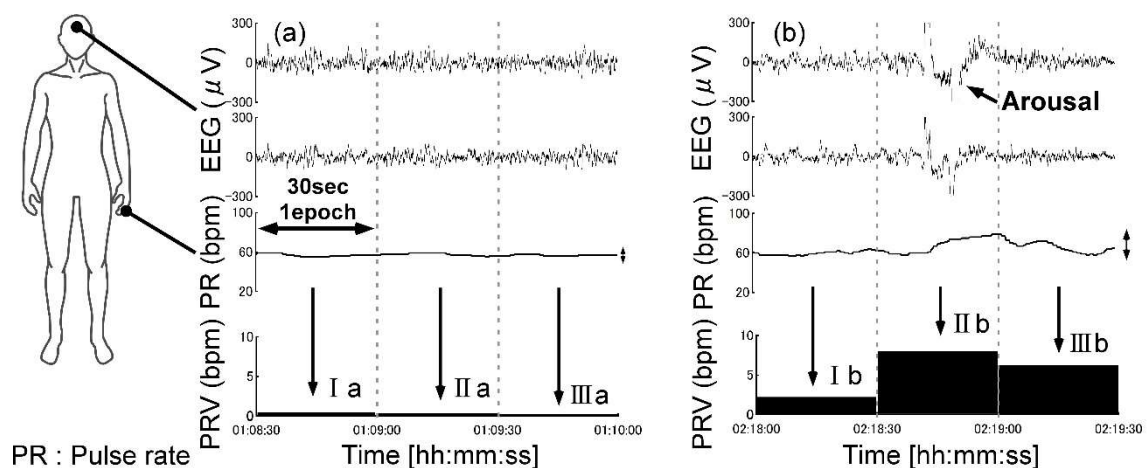 (a)
300
0
-300
EEG (μV)
300
0
-300
30sec
1epoch
100
60
20
PR (bpm)
10
5
0
PRV (bpm)
Ⅰa
Ⅱa
Ⅲa
01:08:30
01:09:00
01:09:30
01:10:00
Time [hh:mm:ss]
PR : Pulse rate
(b)
300
0
-300
EEG (μV)
Arousal
300
0
-300
100
60
20
PR (bpm)
10
5
0
PRV (bpm)
Ⅰb
Ⅱb
Ⅲb
02:18:00
02:18:30
02:19:00
02:19:30
Time [hh:mm:ss]